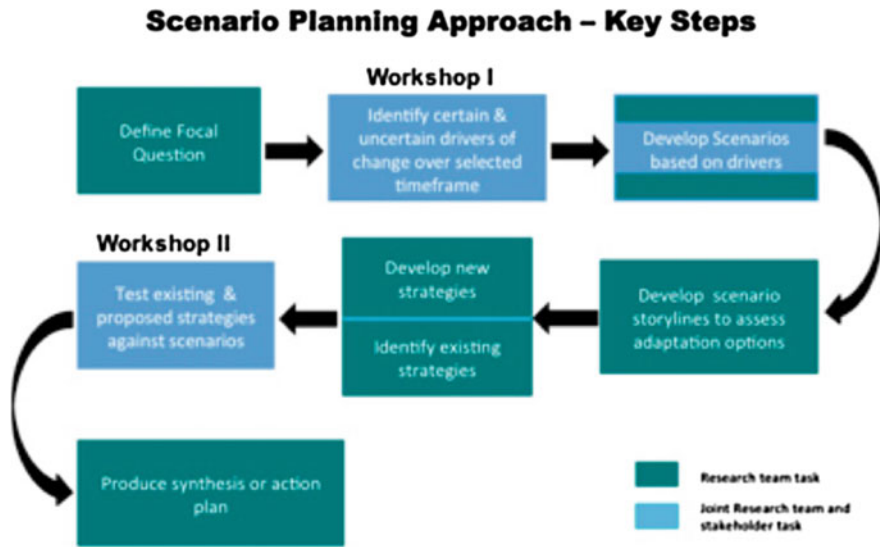 Scenario Planning Approach – Key Steps
Workshop I
Define Focal
Question
Identify certain &
uncertain drivers of
change over selected
timeframe
Develop Scenarios
based on drivers
Workshop II
Test existing &
proposed strategies
against scenarios
Develop new
strategies
Identify existing
strategies
Develop scenario
storylines to assess
adaptation options
Produce synthesis or action
plan
Research team task
Joint Research team and
stakeholder task